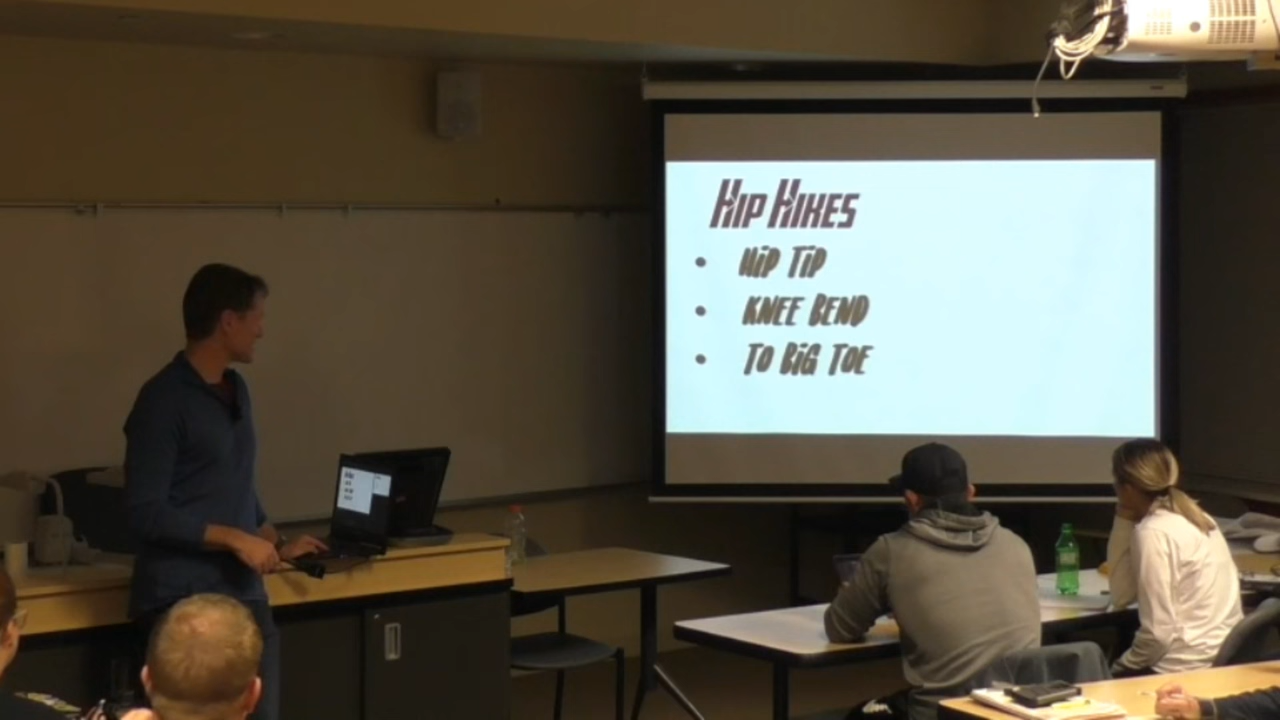 HIP HIKES
• HIP TIP
• KNEE BEND
• TO BIG TOE